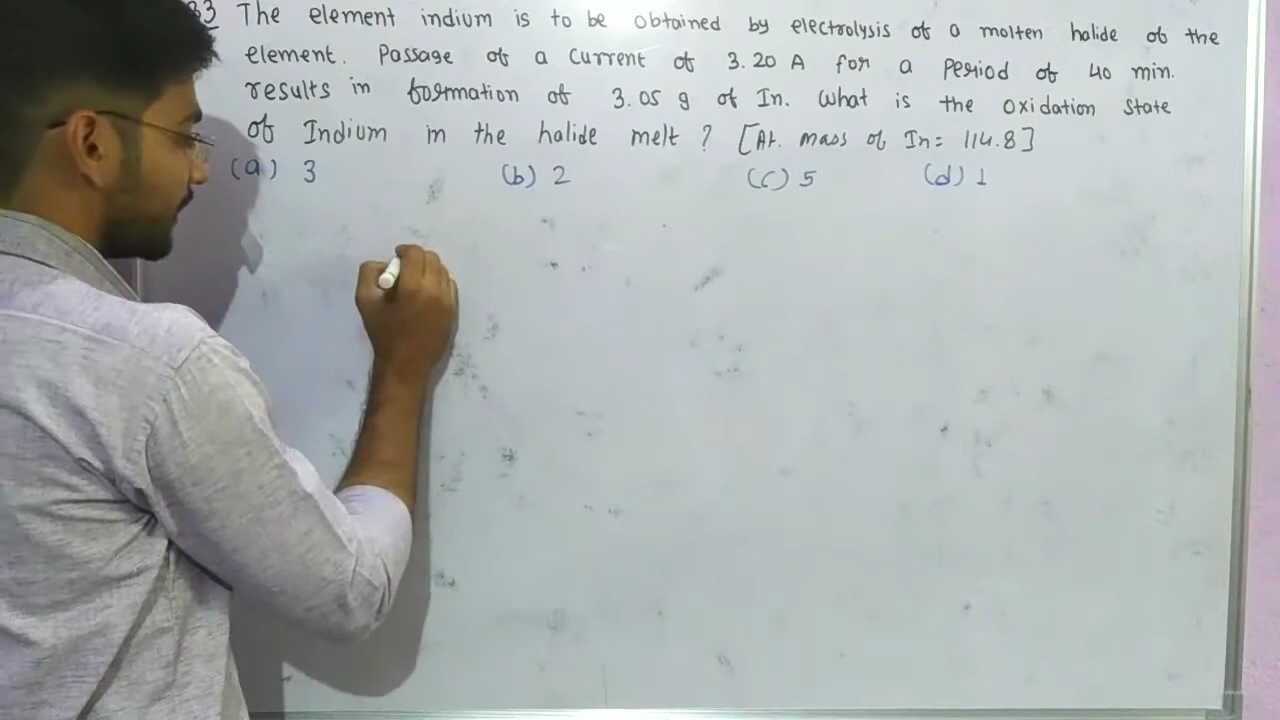 33 The element indium is to be obtained by electrolysis of a molten halide of the
element. Passage of a current of 3.20 A for a period of 40 min.
results in formation of 3.05 g of In. What is the oxidation state
of Indium in the halide melt ? [At. mass of In = 114.8]
(a) 3 (b) 2 (c) 5 (d) 1